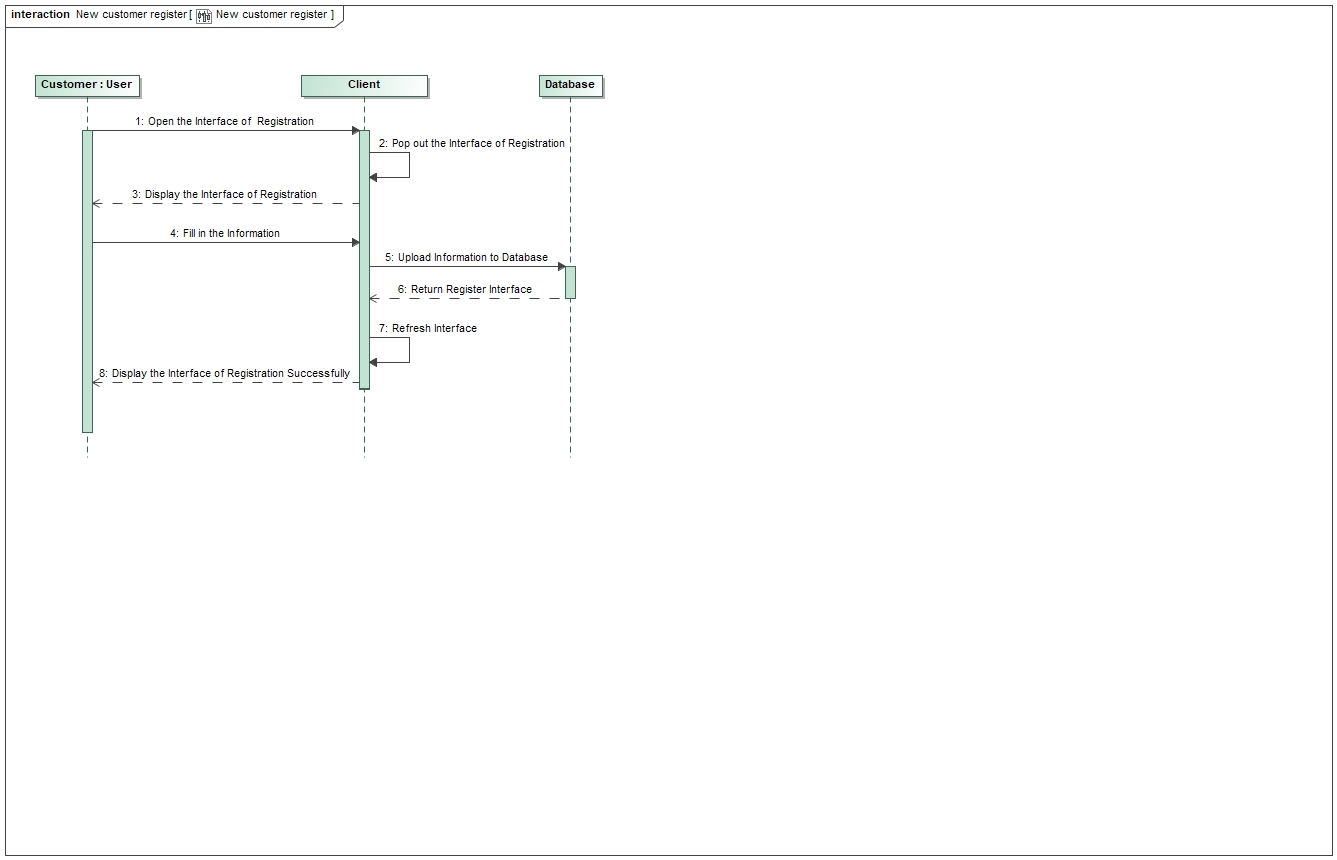 interaction New customer register[ New customer register ]
Customer : User
Client
Database
1: Open the Interface of  Registration
2: Pop out the Interface of Registration
3: Display the Interface of Registration
4: Fill in the Information
5: Upload Information to Database
6: Return Register Interface
7: Refresh Interface
8: Display the Interface of Registration Successfully